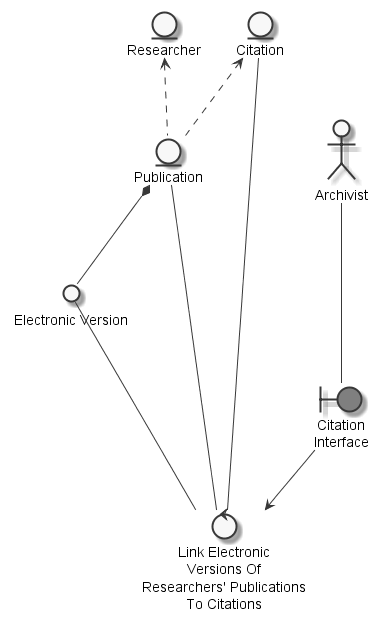 Researcher
Citation
Publication
Archivist
Electronic Version
Citation
Interface
Link Electronic
Versions Of
Researchers' Publications
To Citations